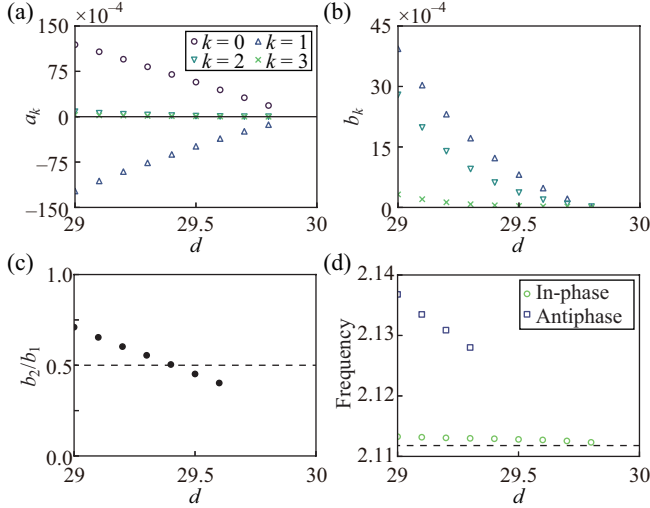 (a)
×10⁻⁴
150
75
0
−75
−150
a_k
k = 0
k = 1
k = 2
k = 3
29
29.5
30
d
(b)
×10⁻⁴
45
30
15
0
b_k
29
29.5
30
d
(c)
1.0
0.5
0
b₂/b₁
29
29.5
30
d
(d)
2.14
2.13
2.12
2.11
Frequency
In-phase
Antiphase
29
29.5
30
d